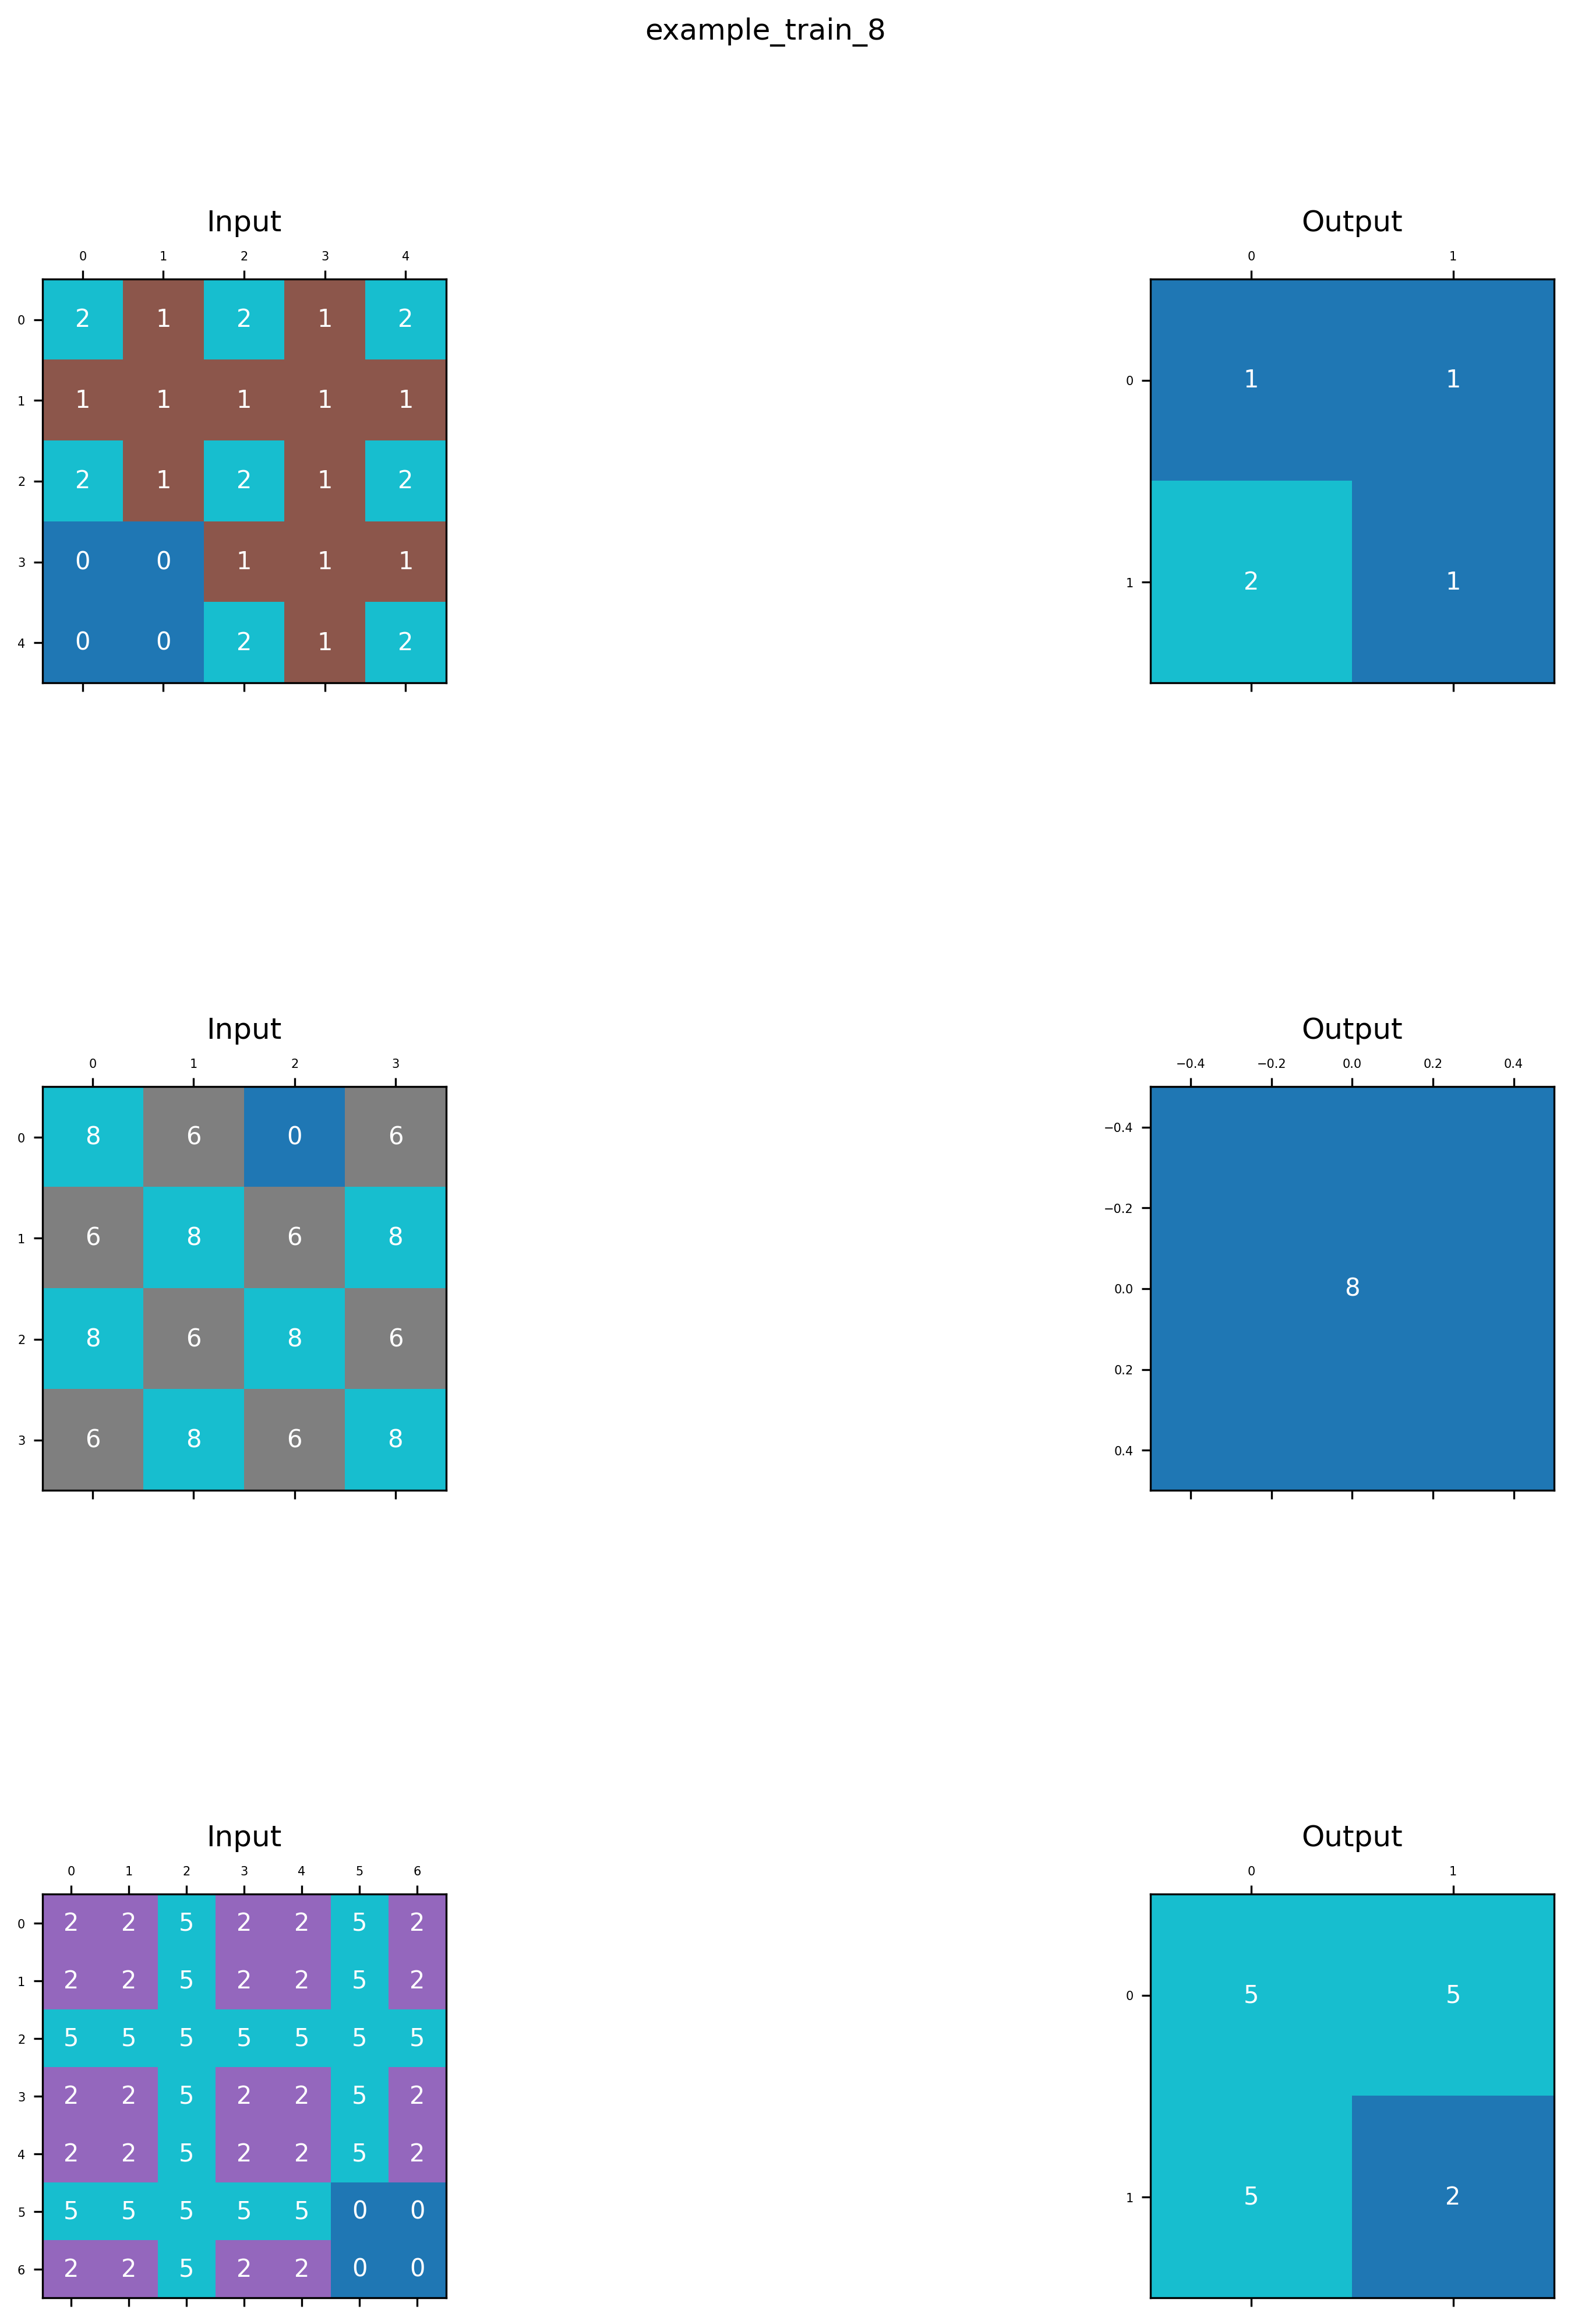 example_train_8
Input
0 1 2 3 4
0 2 1 2 1 2
1 1 1 1 1 1
2 2 1 2 1 2
3 0 0 1 1 1
4 0 0 2 1 2
Output
0 1
0 1 1
1 2 1
Input
0 1 2 3
0 8 6 0 6
1 6 8 6 8
2 8 6 8 6
3 6 8 6 8
Output
−0.4 −0.2 0.0 0.2 0.4
−0.4
−0.2
0.0 8
0.2
0.4
Input
0 1 2 3 4 5 6
0 2 2 5 2 2 5 2
1 2 2 5 2 2 5 2
2 5 5 5 5 5 5 5
3 2 2 5 2 2 5 2
4 2 2 5 2 2 5 2
5 5 5 5 5 5 0 0
6 2 2 5 2 2 0 0
Output
0 1
0 5 5
1 5 2